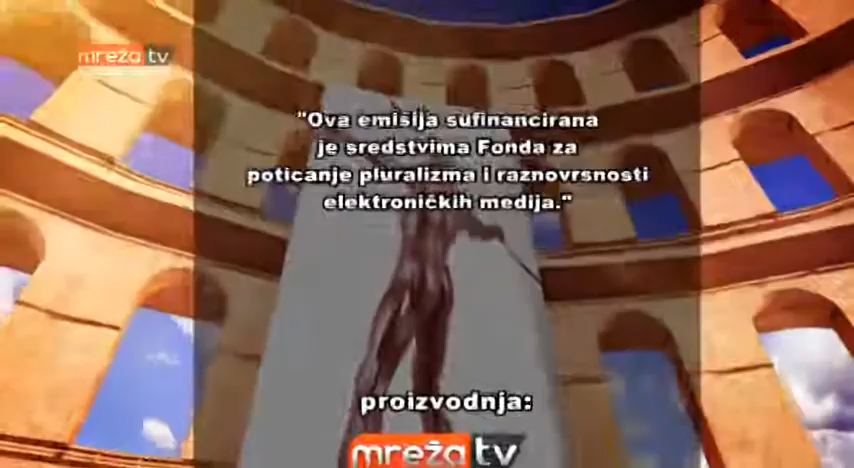 mreža tv
"Ova emisija sufinancirana
je sredstvima Fonda za
poticanje pluralizma i raznovrsnosti
elektroničkih medija."
proizvodnja:
mreža tv